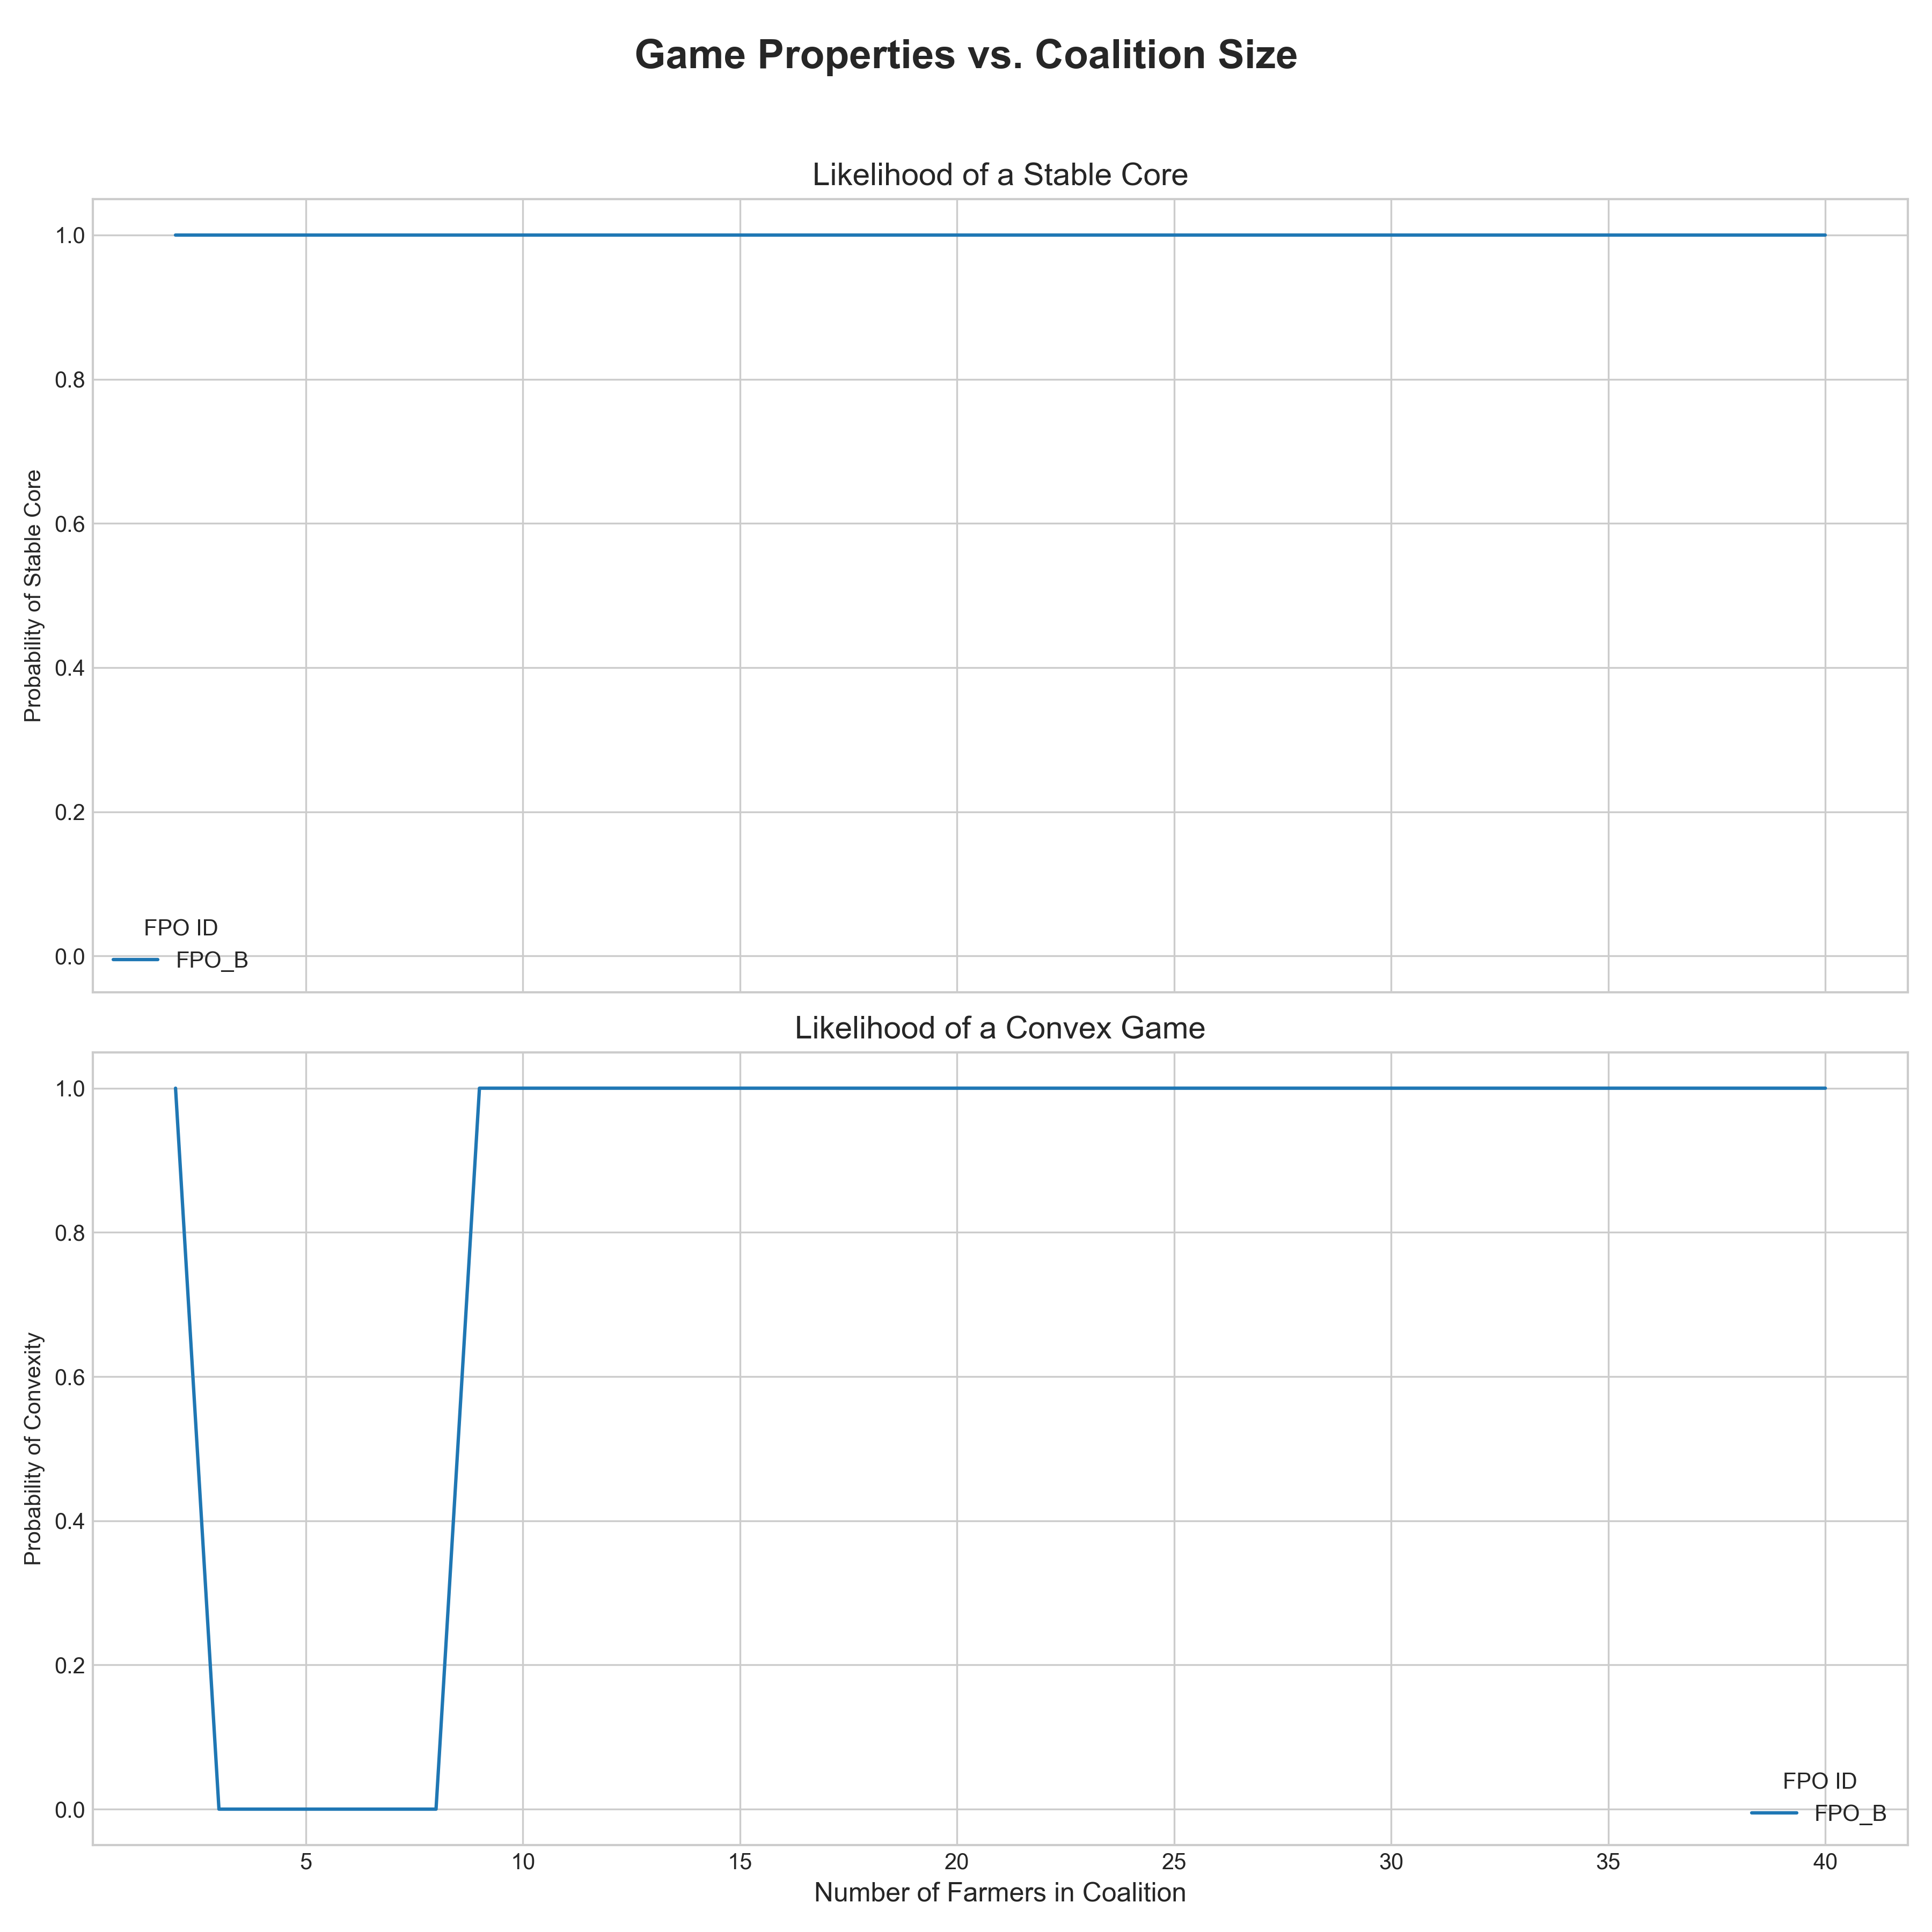 Game Properties vs. Coalition Size
Likelihood of a Stable Core
Probability of Stable Core
1.0
0.8
0.6
0.4
0.2
0.0
FPO ID
FPO_B
Likelihood of a Convex Game
Probability of Convexity
1.0
0.8
0.6
0.4
0.2
0.0
FPO ID
FPO_B
5 10 15 20 25 30 35 40
Number of Farmers in Coalition